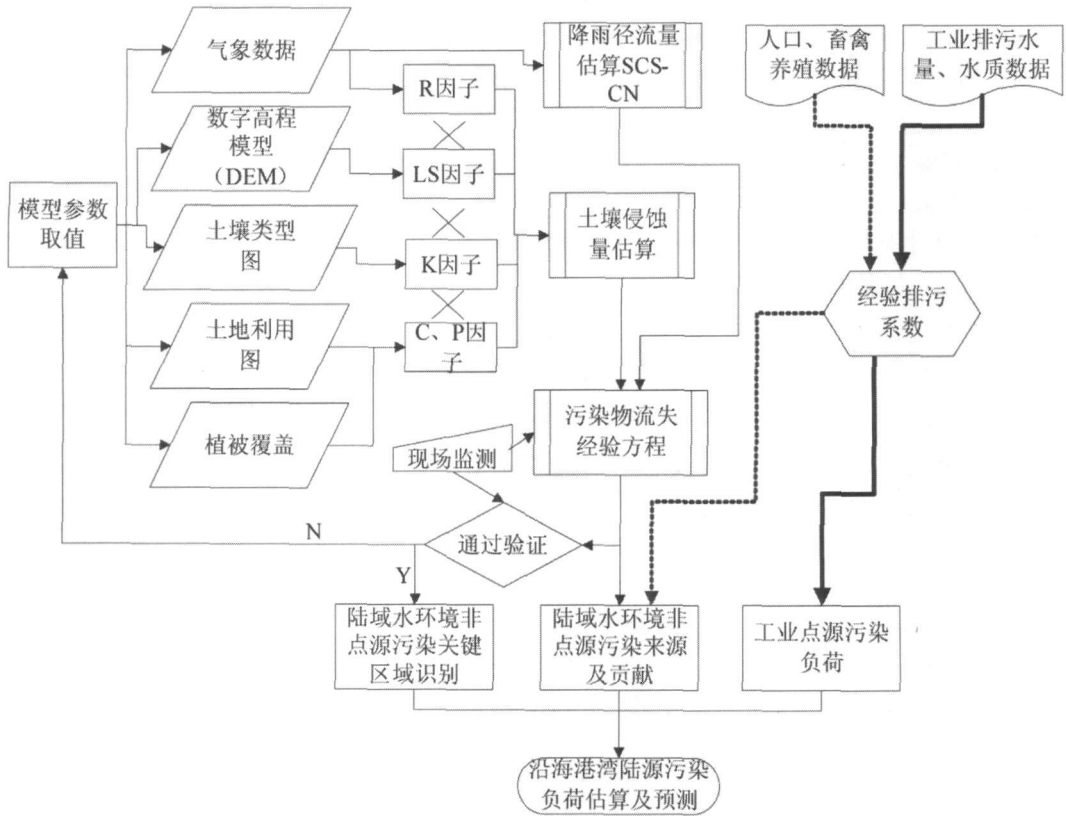 气象数据
降雨径流量
估算SCS-
CN
人口、畜禽
养殖数据
工业排污水
量、水质数据
R因子
数字高程
模型
（DEM）
LS因子
模型参数
取值
土壤类型
图
K因子
土壤侵蚀
量估算
经验排污
系数
土地利用
图
C、P因
子
植被覆盖
现场监测
污染物流失
经验方程
通过验证
N
Y
陆域水环境非
点源污染关键
区域识别
陆域水环境非
点源污染来源
及贡献
工业点源污染
负荷
沿海港湾陆源污染
负荷估算及预测